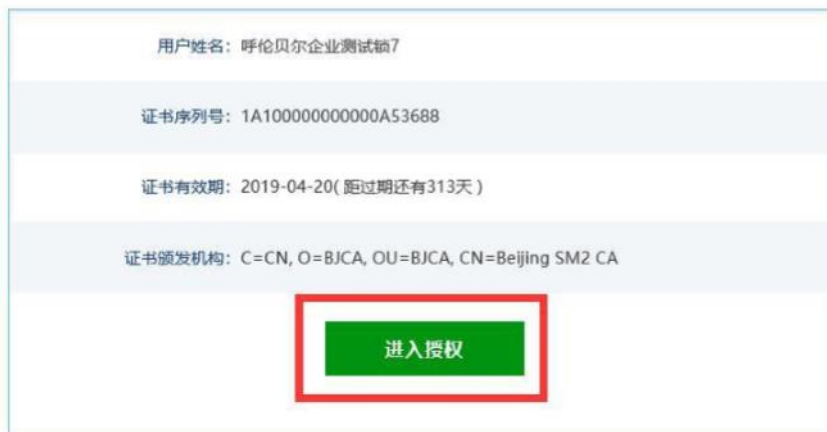 用户姓名：呼伦贝尔企业测试锁7
证书序列号：1A100000000000A53688
证书有效期：2019-04-20( 距过期还有313天 )
证书颁发机构：C=CN, O=BJCA, OU=BJCA, CN=Beijing SM2 CA
进入授权